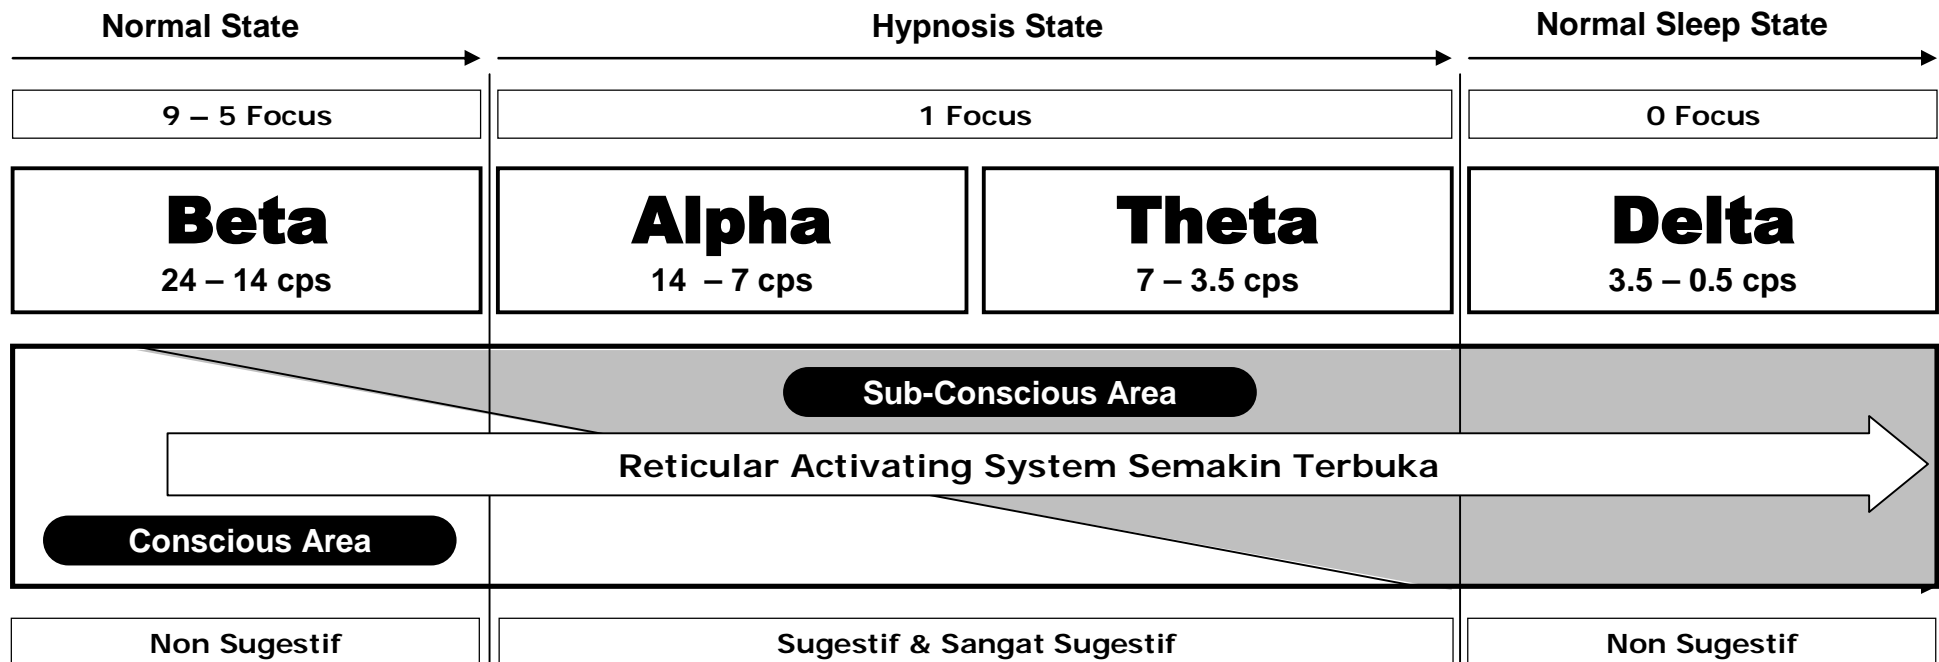 Normal State
Hypnosis State
Normal Sleep State
9 – 5 Focus
1 Focus
0 Focus
Beta
24 – 14 cps
Alpha
14 – 7 cps
Theta
7 – 3.5 cps
Delta
3.5 – 0.5 cps
Sub-Conscious Area
Reticular Activating System Semakin Terbuka
Conscious Area
Non Sugestif
Sugestif & Sangat Sugestif
Non Sugestif